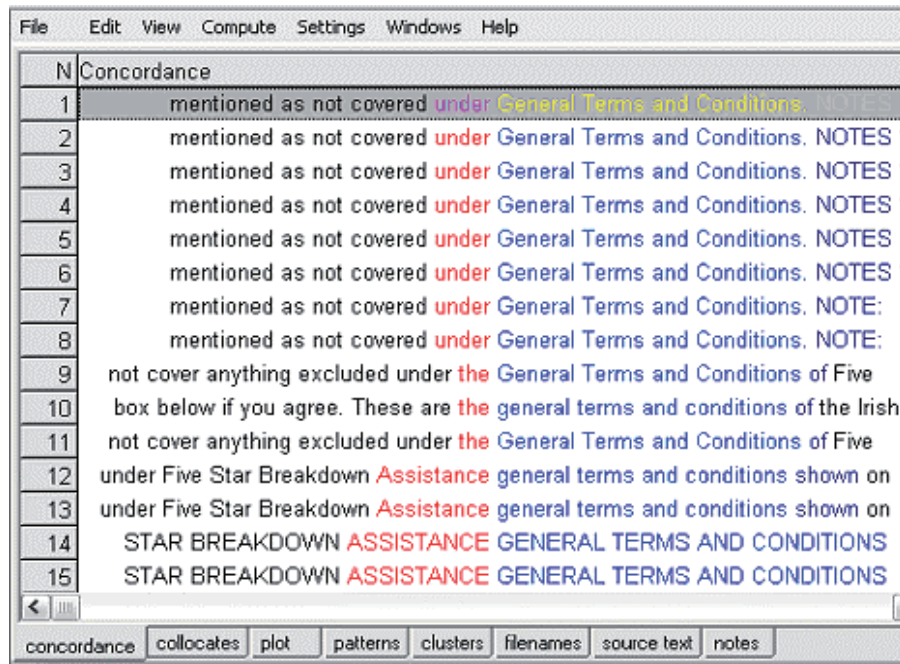 File Edit View Compute Settings Windows Help
N Concordance
1 mentioned as not covered under General Terms and Conditions. NOTES
2 mentioned as not covered under General Terms and Conditions. NOTES
3 mentioned as not covered under General Terms and Conditions. NOTES
4 mentioned as not covered under General Terms and Conditions. NOTES
5 mentioned as not covered under General Terms and Conditions. NOTES
6 mentioned as not covered under General Terms and Conditions. NOTES
7 mentioned as not covered under General Terms and Conditions. NOTE:
8 mentioned as not covered under General Terms and Conditions. NOTE:
9 not cover anything excluded under the General Terms and Conditions of Five
10 box below if you agree. These are the general terms and conditions of the Irish
11 not cover anything excluded under the General Terms and Conditions of Five
12 under Five Star Breakdown Assistance general terms and conditions shown on
13 under Five Star Breakdown Assistance general terms and conditions shown on
14 STAR BREAKDOWN ASSISTANCE GENERAL TERMS AND CONDITIONS
15 STAR BREAKDOWN ASSISTANCE GENERAL TERMS AND CONDITIONS
concordance collocates plot patterns clusters filenames source text notes